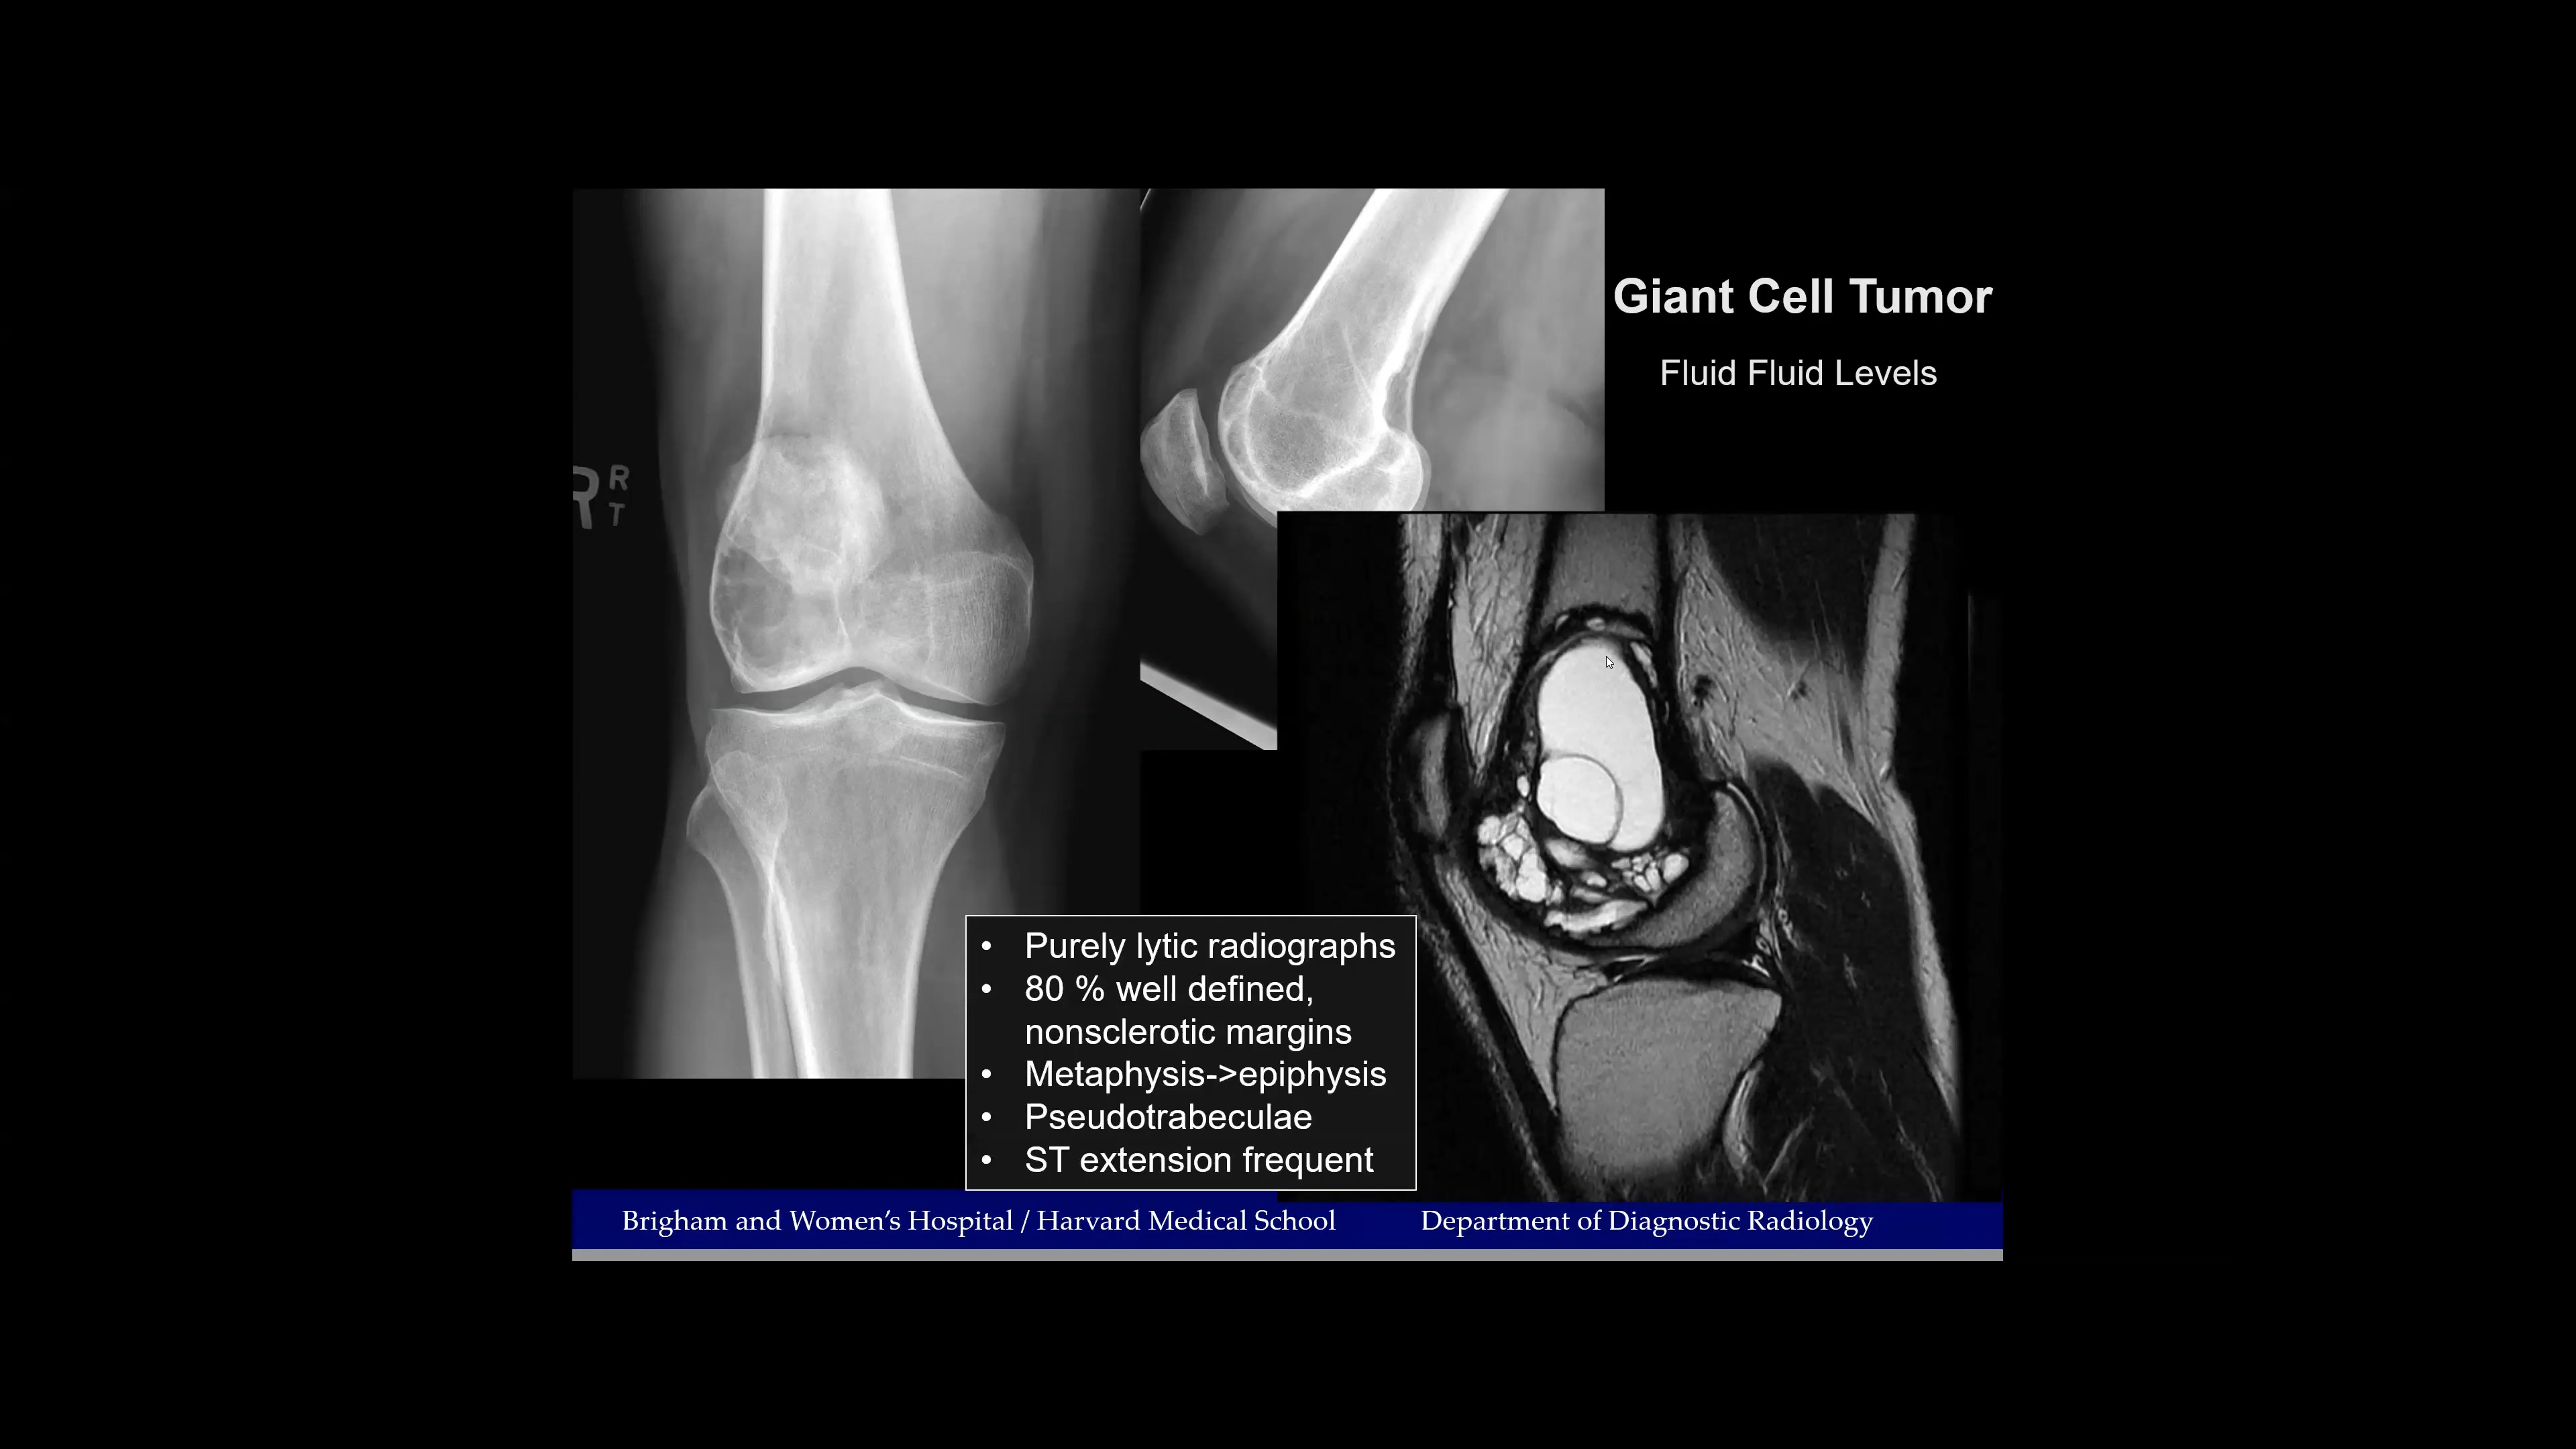 Giant Cell Tumor
Fluid Fluid Levels
R R
T
• Purely lytic radiographs
• 80 % well defined,
nonsclerotic margins
• Metaphysis->epiphysis
• Pseudotrabeculae
• ST extension frequent
Brigham and Women's Hospital / Harvard Medical School Department of Diagnostic Radiology